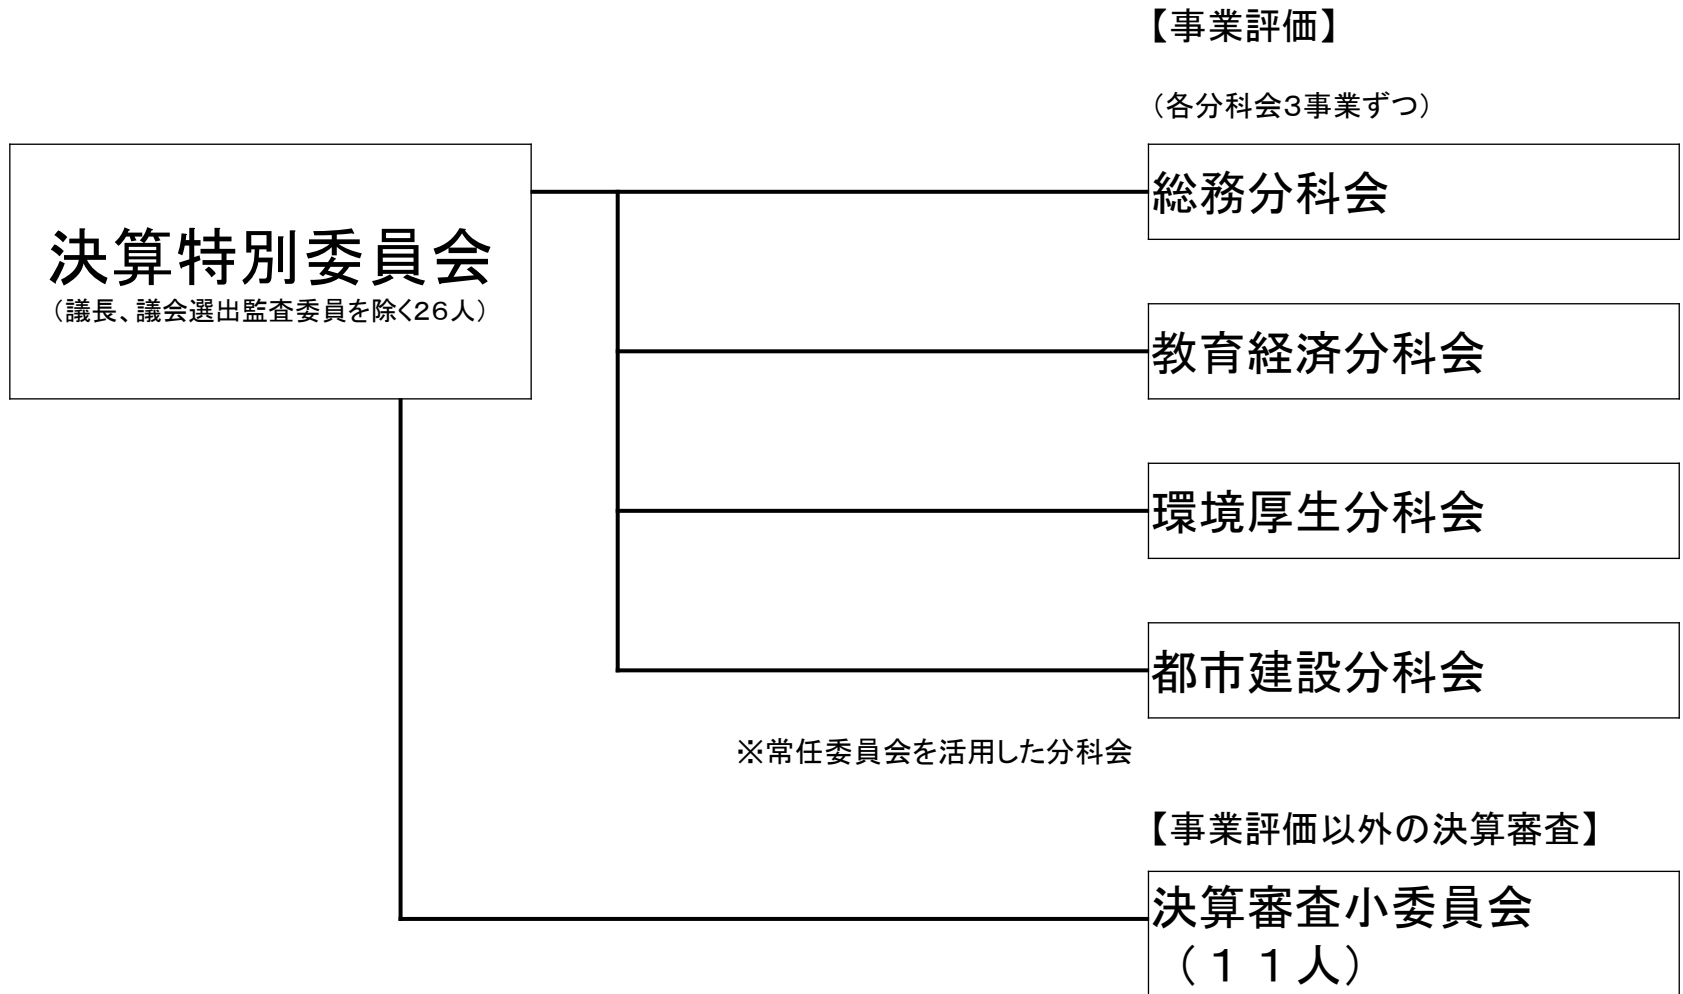 【事業評価】
（各分科会３事業ずつ）
決算特別委員会
（議長、議会選出監査委員を除く２６人）
総務分科会
教育経済分科会
環境厚生分科会
都市建設分科会
※常任委員会を活用した分科会
【事業評価以外の決算審査】
決算審査小委員会
（１１人）